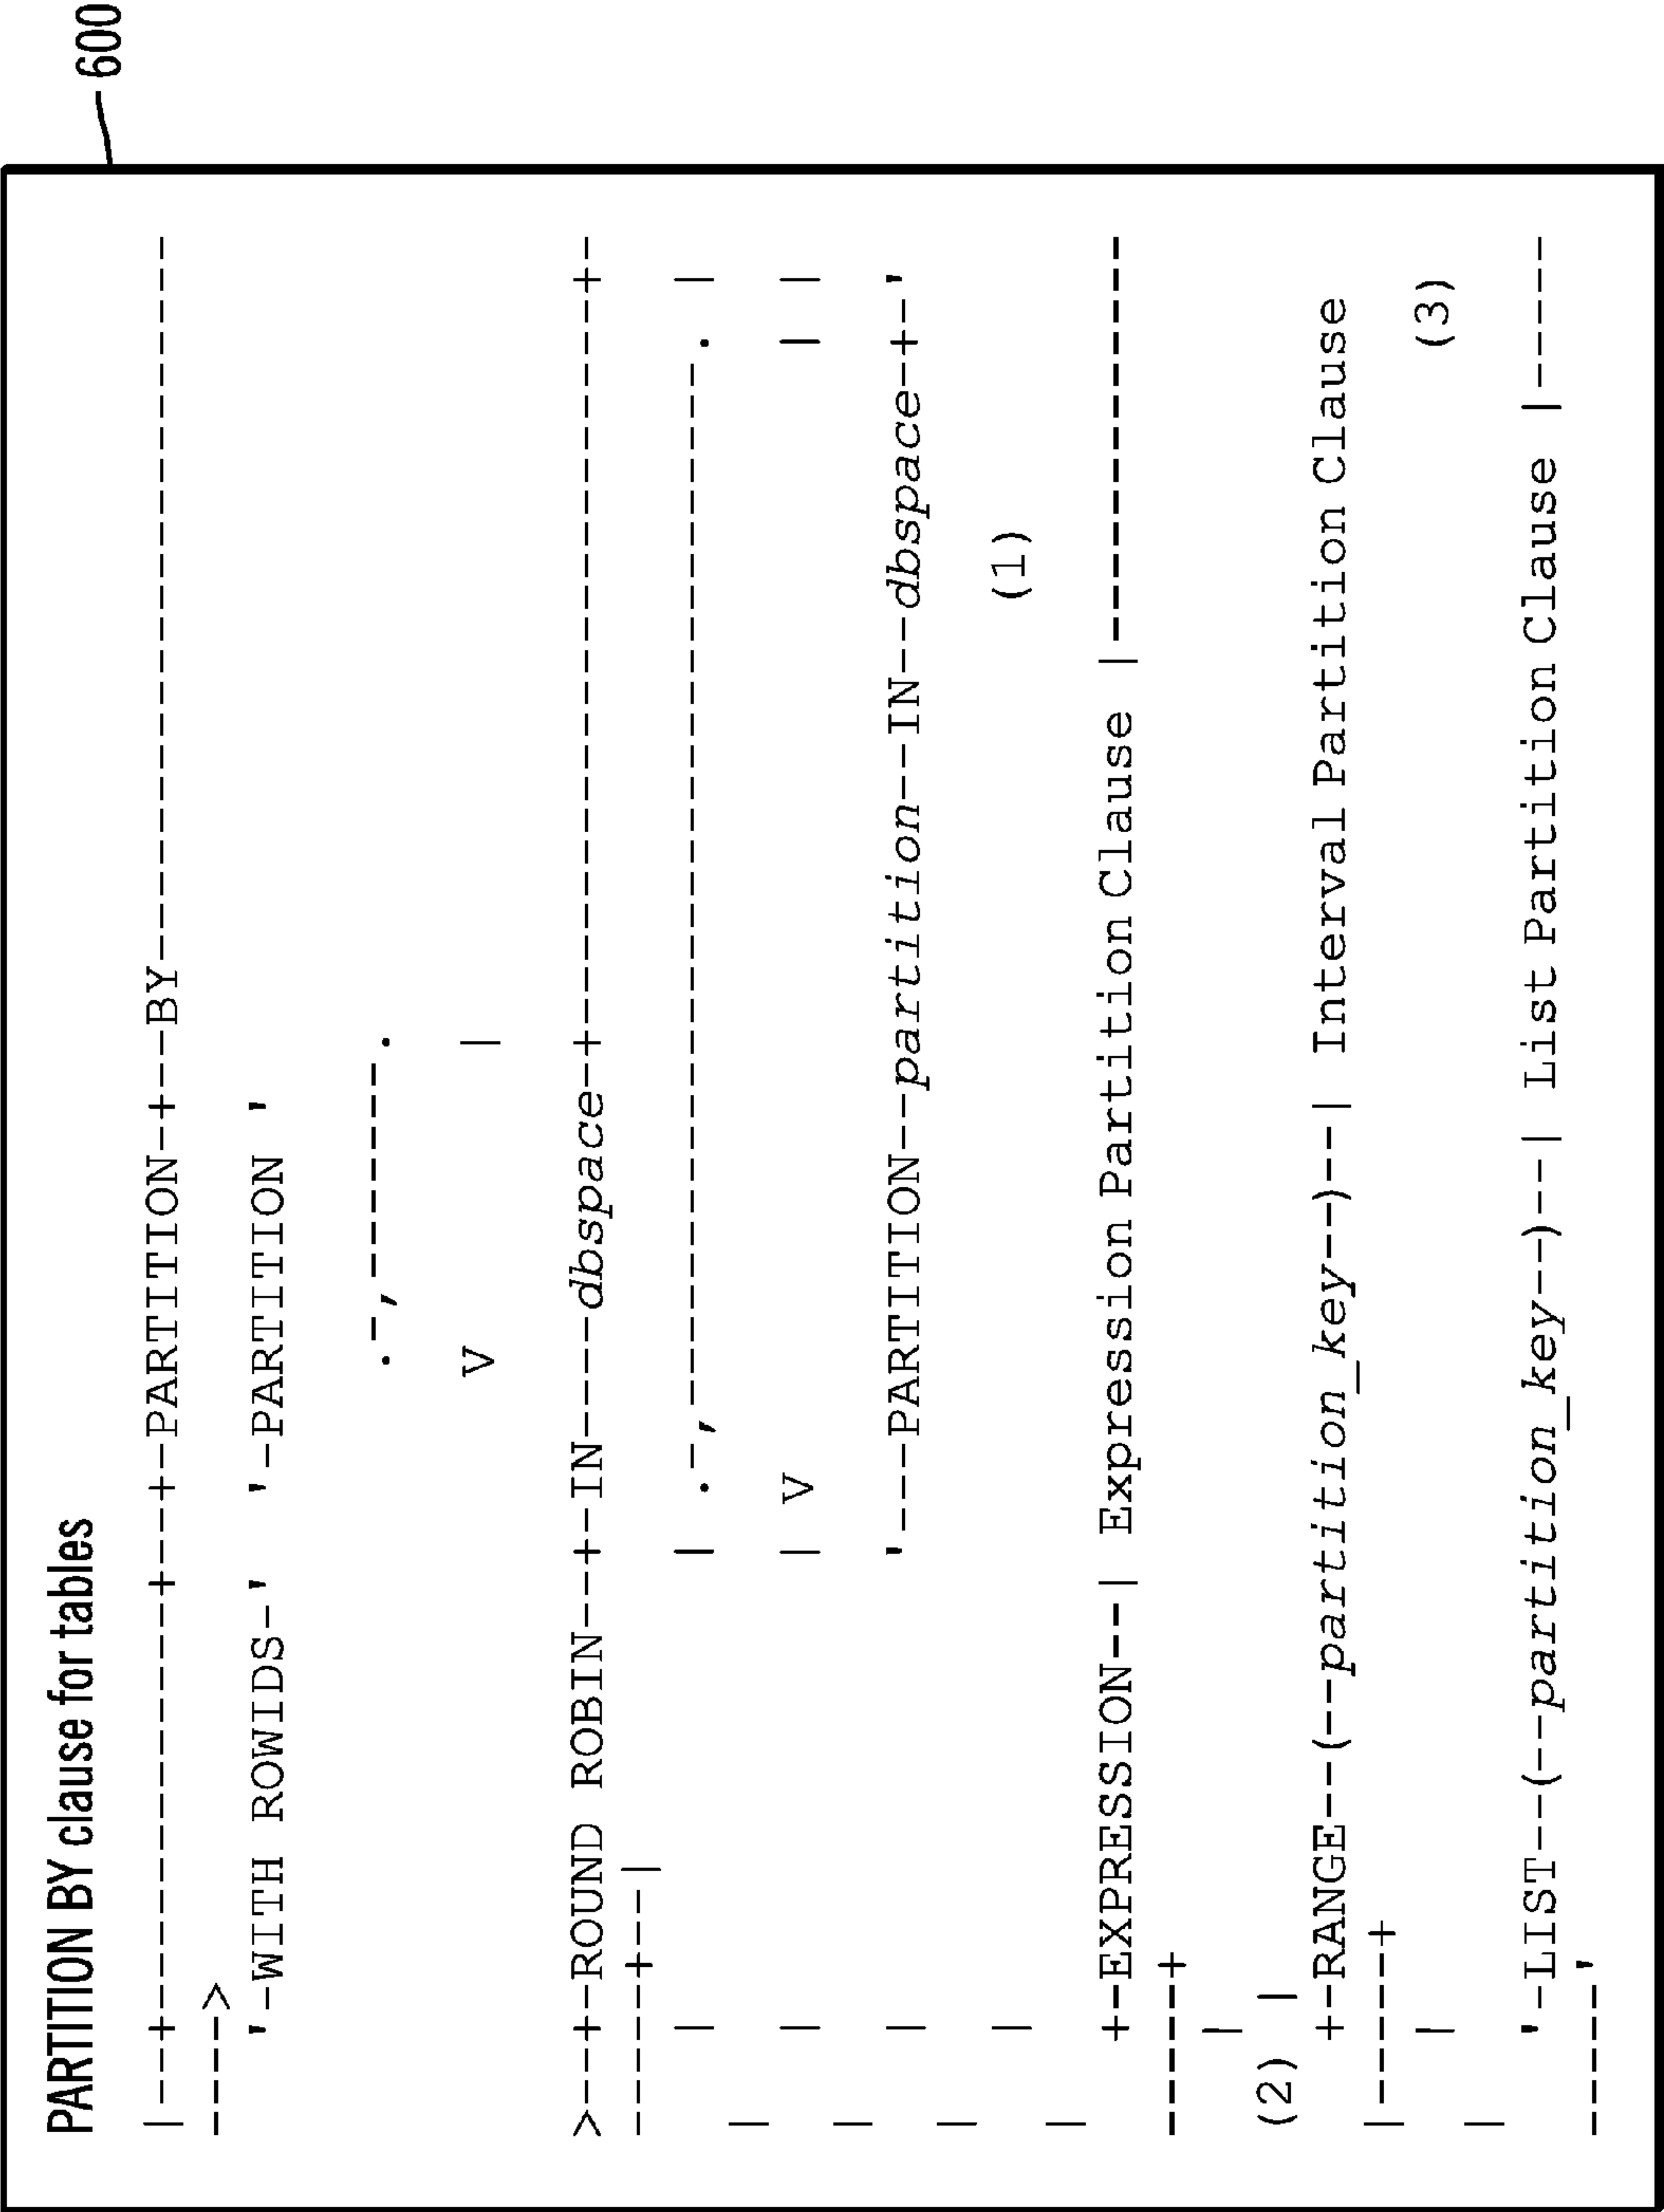 600
PARTITION BY clause for tables
|---+--------------+--+-PARTITION-+--BY-----------------------
---->
'-WITH ROWIDS-' '-PARTITION '
.-,--------.
V |
>--+-ROUND ROBIN--+-IN----dbspace-+-----------------------+-
------+--|
| | .-,---------------------------------. |
| | V | |
| '---PARTITION--partition--IN--dbspace-+-'
| (1)
+-EXPRESSION--| Expression Partition Clause |-------------
------+
| (2) |
+-RANGE--(--partition_key--)--| Interval Partition Clause
| -----+
| (3)
'-LIST--(--partition_key--)--| List Partition Clause |-----
-----'